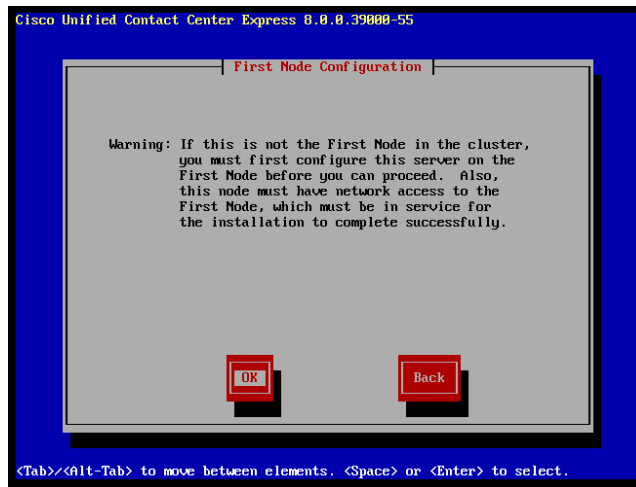 Cisco Unified Contact Center Express 8.0.0.39000-55
First Node Configuration
Warning: If this is not the First Node in the cluster,
you must first configure this server on the
First Node before you can proceed. Also,
this node must have network access to the
First Node, which must be in service for
the installation to complete successfully.
OK Back
<Tab>/<Alt-Tab> to move between elements. <Space> or <Enter> to select.